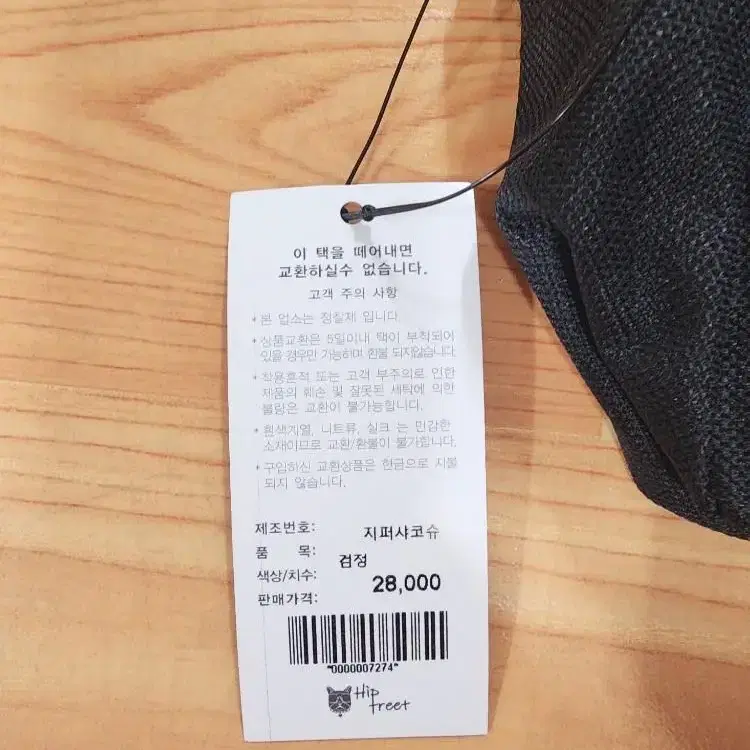 이 택을 떼어내면
교환하실수 없습니다.
고객 주의 사항
* 본 업스는 정찰제 입니다
* 상품교환은 5일이내 택이 부착되어
있을 경우만 가능하며 환불 되지않습니다.
* 착용흔적 또는 고객 부주의로 인한
제품의 훼손 및 잘못된 세탁에 의한
불량은 교환이 불가능합니다.
* 흰색계열, 니트류, 실크 는 민감한
소재이므로 교환/환불이 불가합니다.
* 구입하신 교환상품은 현금으로 지불
되지 않습니다.
제조번호: 지퍼샤코슈
품 목: 검정
색상/치수: 28,000
판매가격:
*0000007274*
Hip
treet